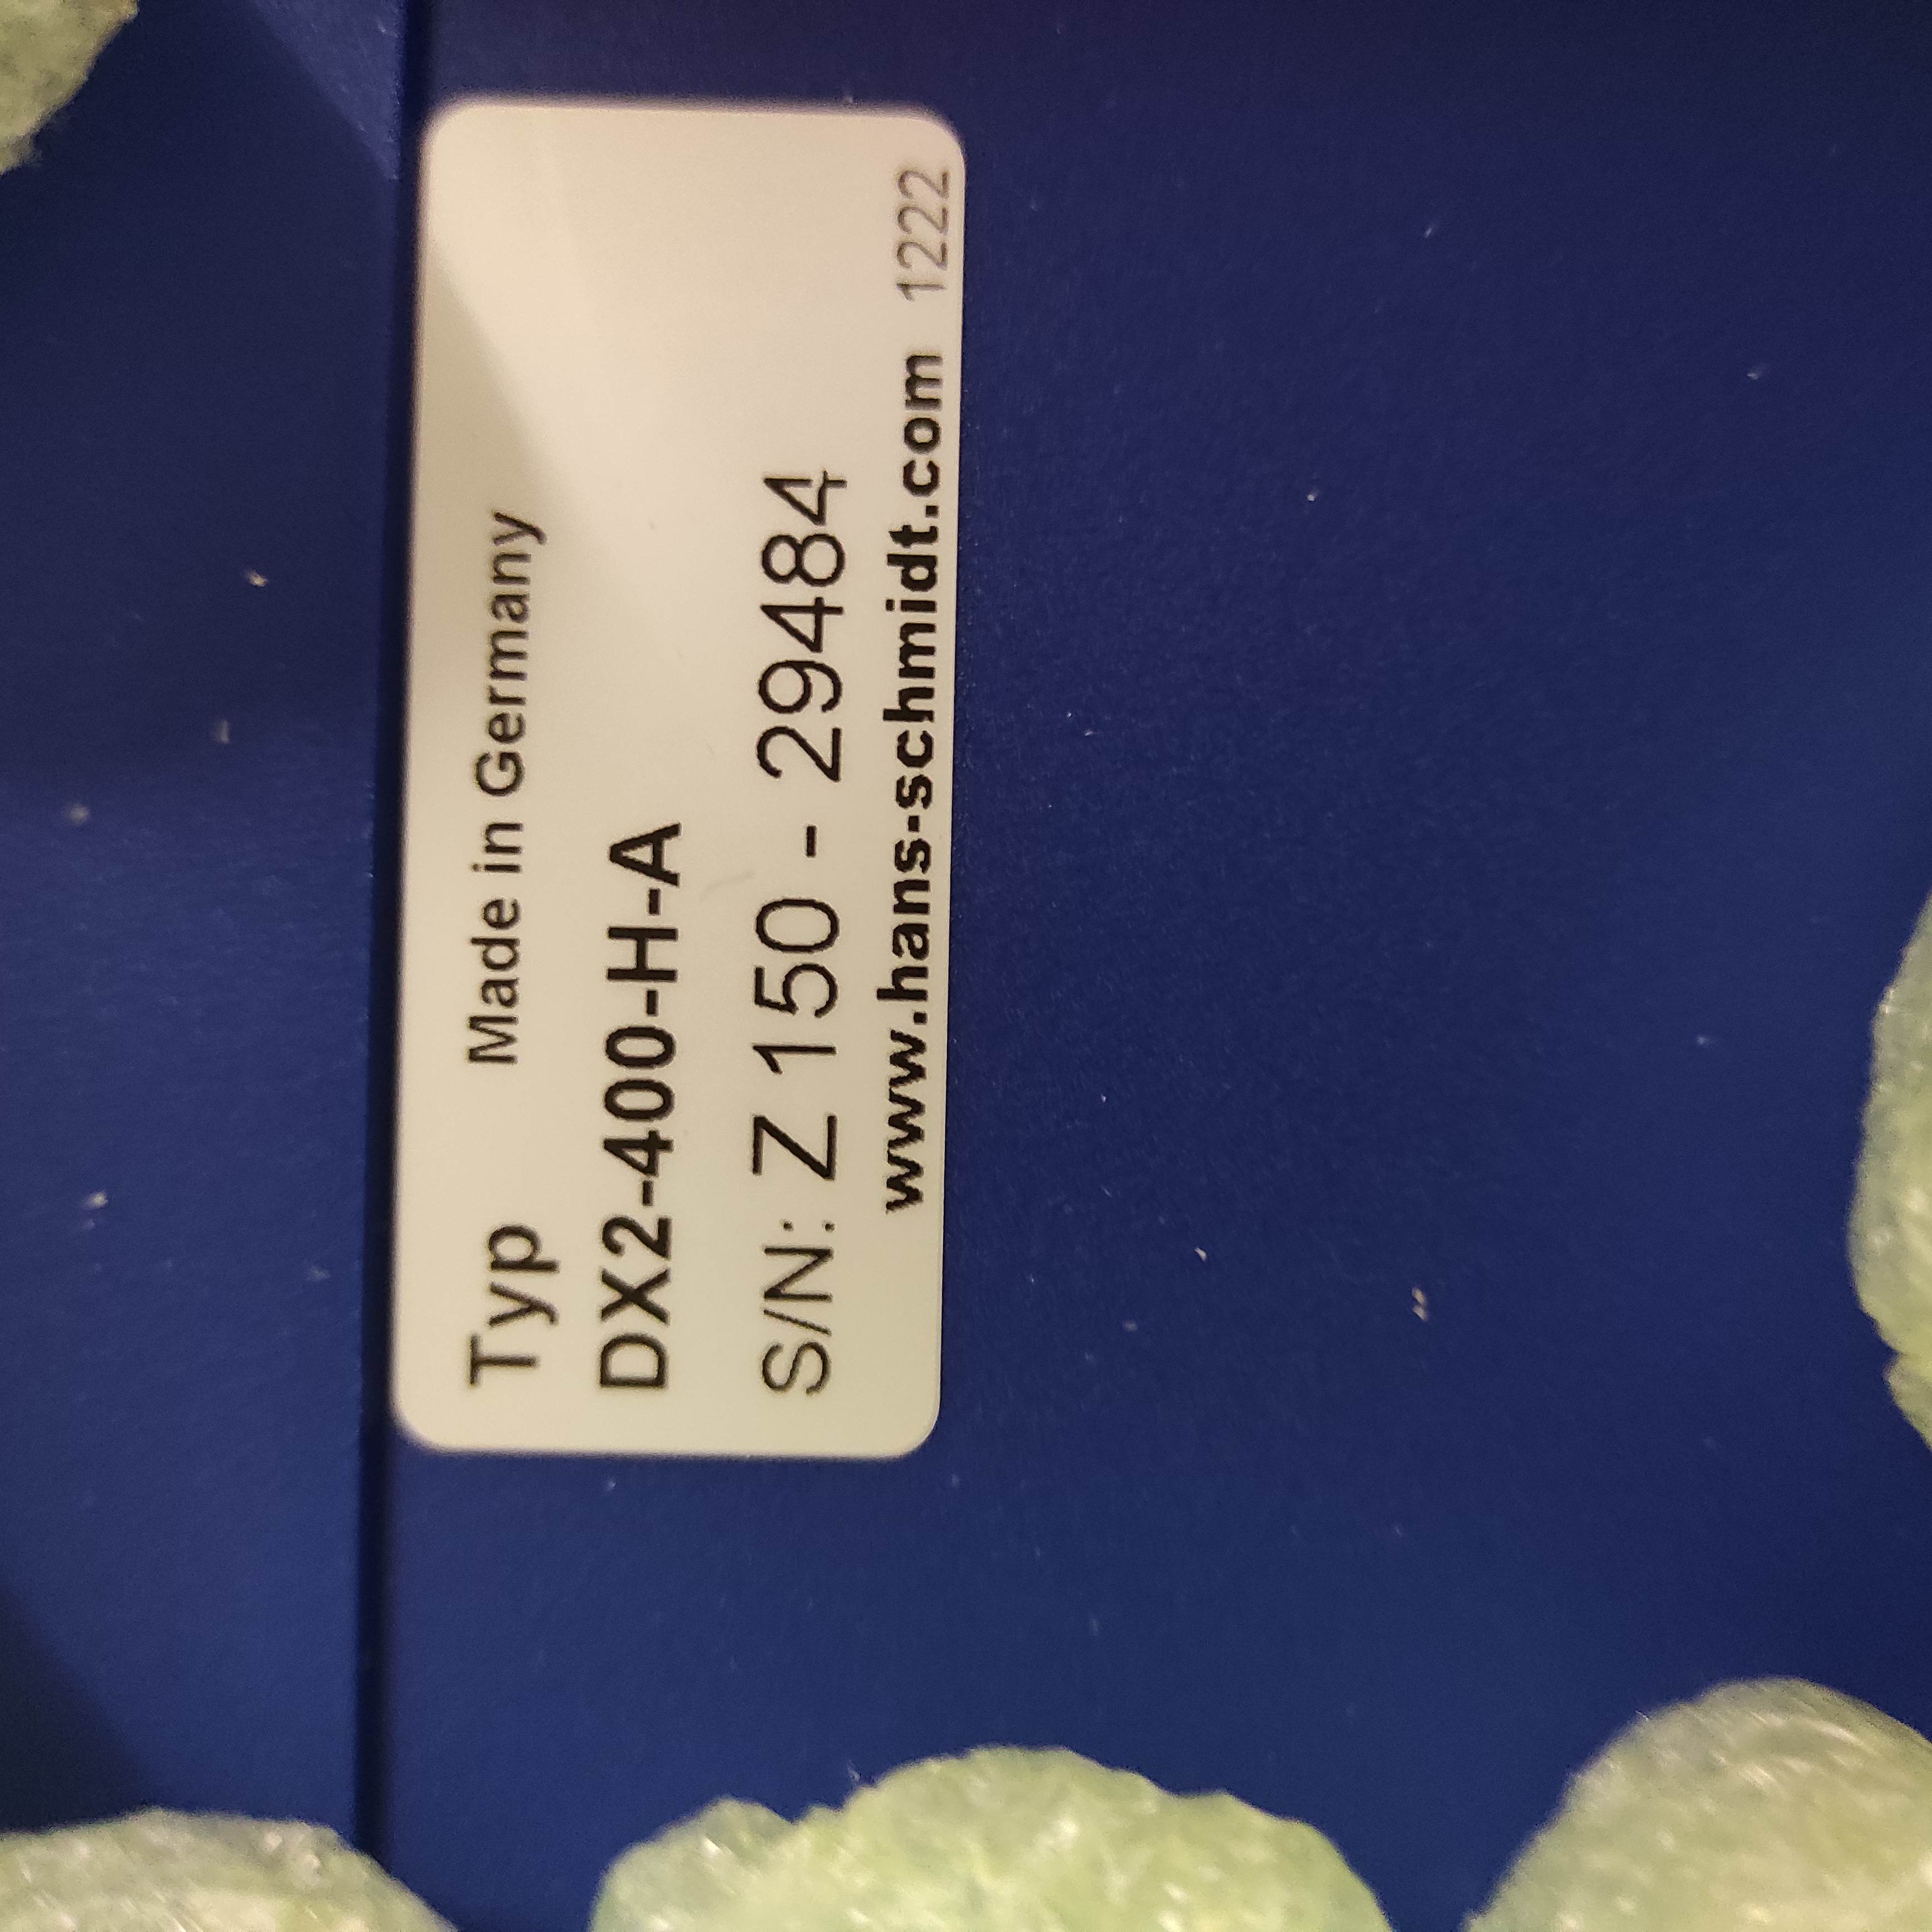 Typ Made in Germany
DX2-400-H-A
S/N: Z 150 - 29484
www.hans-schmidt.com 1222